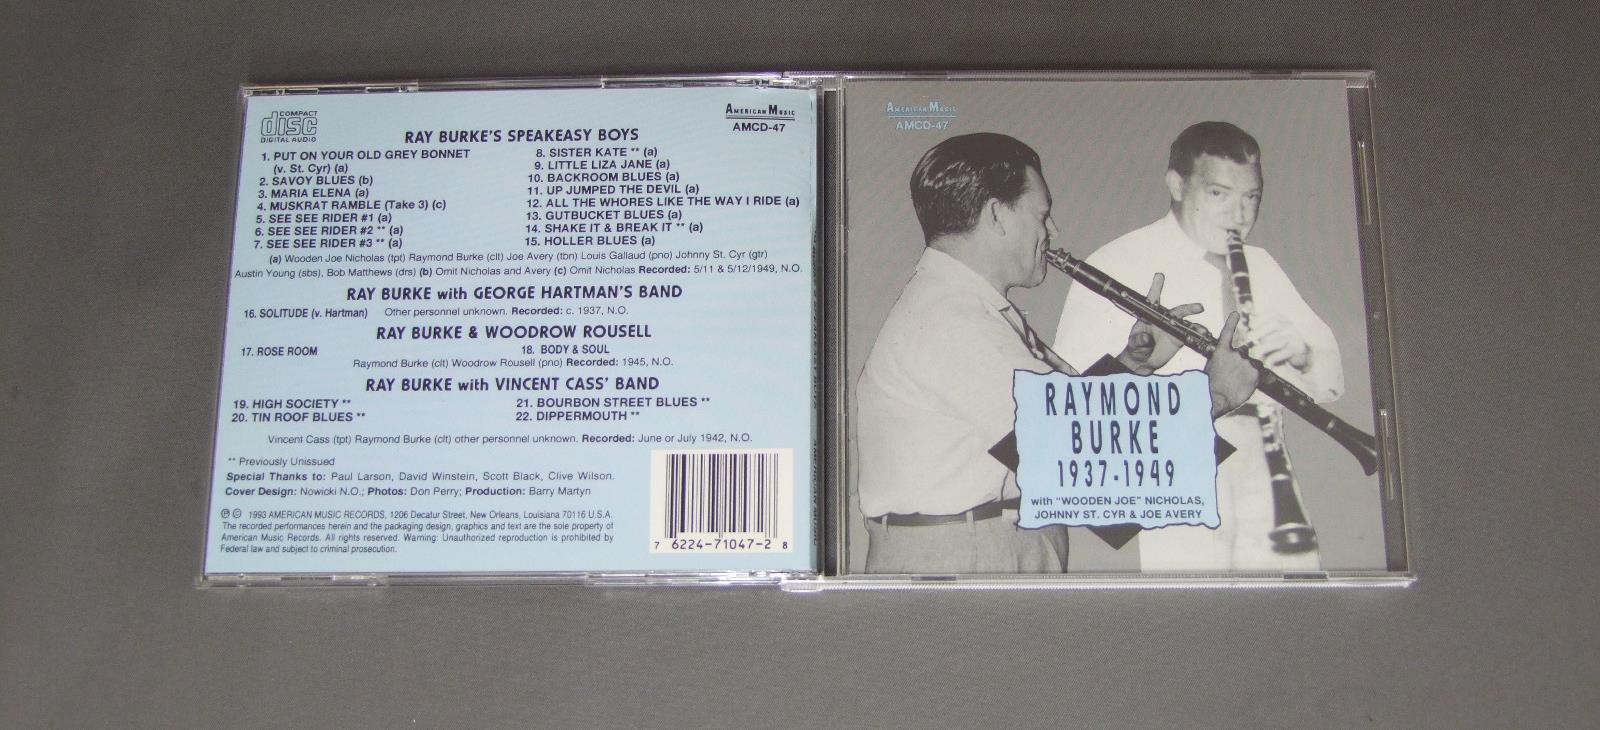 COMPACT
disc
DIGITAL AUDIO
AMERICAN MUSIC
AMCD-47
RAY BURKE'S SPEAKEASY BOYS
1. PUT ON YOUR OLD GREY BONNET
(v. St. Cyr) (a)
2. SAVOY BLUES (b)
3. MARIA ELENA (a)
4. MUSKRAT RAMBLE (Take 3) (c)
5. SEE SEE RIDER #1 (a)
6. SEE SEE RIDER #2 ** (a)
7. SEE SEE RIDER #3 ** (a)
8. SISTER KATE ** (a)
9. LITTLE LIZA JANE (a)
10. BACKROOM BLUES (a)
11. UP JUMPED THE DEVIL (a)
12. ALL THE WHORES LIKE THE WAY I RIDE (a)
13. GUTBUCKET BLUES (a)
14. SHAKE IT & BREAK IT ** (a)
15. HOLLER BLUES (a)
(a) Wooden Joe Nicholas (tpt) Raymond Burke (clt) Joe Avery (tbn) Louis Gallaud (pno) Johnny St. Cyr (gtr)
Austin Young (sbs), Bob Matthews (drs) (b) Omit Nicholas and Avery (c) Omit Nicholas Recorded: 5/11 & 5/12/1949, N.O.
RAY BURKE with GEORGE HARTMAN'S BAND
16. SOLITUDE (v. Hartman) Other personnel unknown. Recorded: c. 1937, N.O.
RAY BURKE & WOODROW ROUSELL
17. ROSE ROOM 18. BODY & SOUL
Raymond Burke (clt) Woodrow Rousell (pno) Recorded: 1945, N.O.
RAY BURKE with VINCENT CASS' BAND
19. HIGH SOCIETY **
20. TIN ROOF BLUES **
21. BOURBON STREET BLUES **
22. DIPPERMOUTH **
Vincent Cass (tpt) Raymond Burke (clt) other personnel unknown. Recorded: June or July 1942, N.O.
** Previously Unissued
Special Thanks to: Paul Larson, David Winstein, Scott Black, Clive Wilson.
Cover Design: Nowicki N.O.; Photos: Don Perry; Production: Barry Martyn
℗ © 1993 AMERICAN MUSIC RECORDS, 1206 Decatur Street, New Orleans, Louisiana 70116 U.S.A.
The recorded performances herein and the packaging design, graphics and text are the sole property of
American Music Records. All rights reserved. Warning: Unauthorized reproduction is prohibited by
Federal law and subject to criminal prosecution.
7 62247-1047-2 8
AMERICAN MUSIC
AMCD-47
RAYMOND
BURKE
1937-1949
with "WOODEN JOE" NICHOLAS,
JOHNNY ST. CYR & JOE AVERY